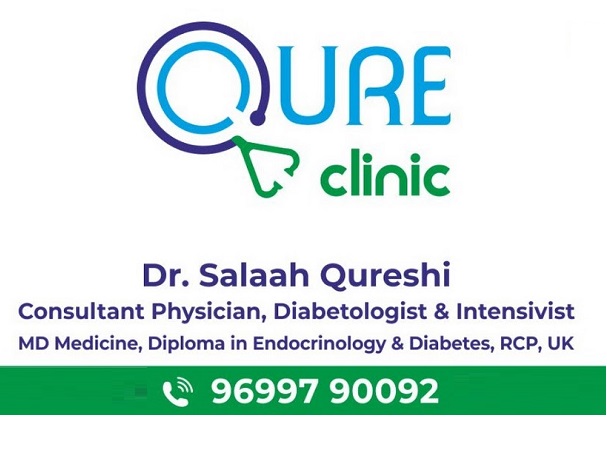 QURE
clinic
Dr. Salaah Qureshi
Consultant Physician, Diabetologist & Intensivist
MD Medicine, Diploma in Endocrinology & Diabetes, RCP, UK
96997 90092